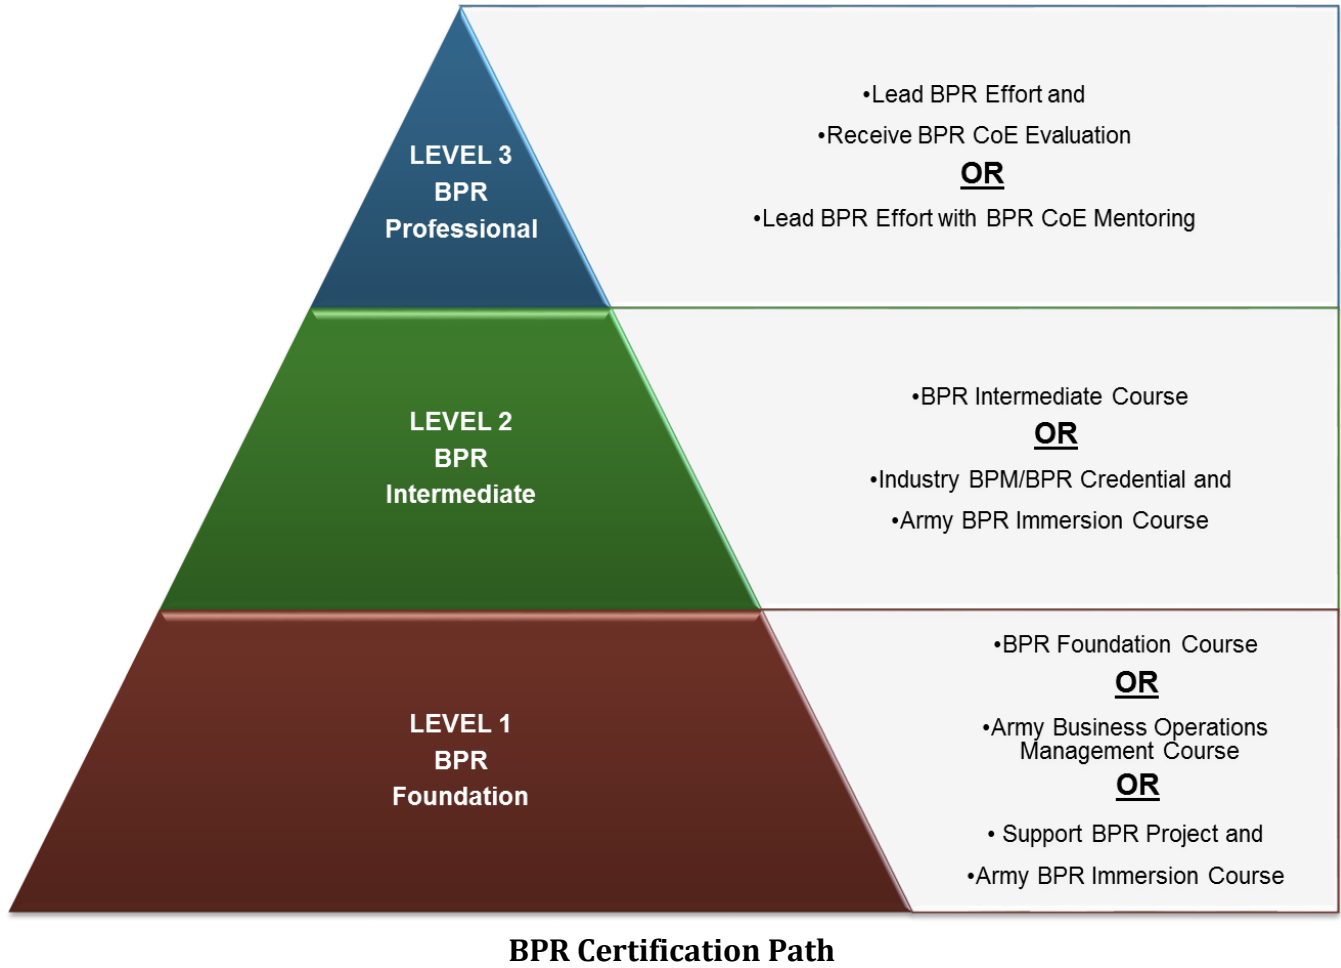 LEVEL 3
BPR
Professional
•Lead BPR Effort and
•Receive BPR CoE Evaluation
OR
•Lead BPR Effort with BPR CoE Mentoring
LEVEL 2
BPR
Intermediate
•BPR Intermediate Course
OR
•Industry BPM/BPR Credential and
•Army BPR Immersion Course
LEVEL 1
BPR
Foundation
•BPR Foundation Course
OR
•Army Business Operations
Management Course
OR
• Support BPR Project and
•Army BPR Immersion Course
BPR Certification Path